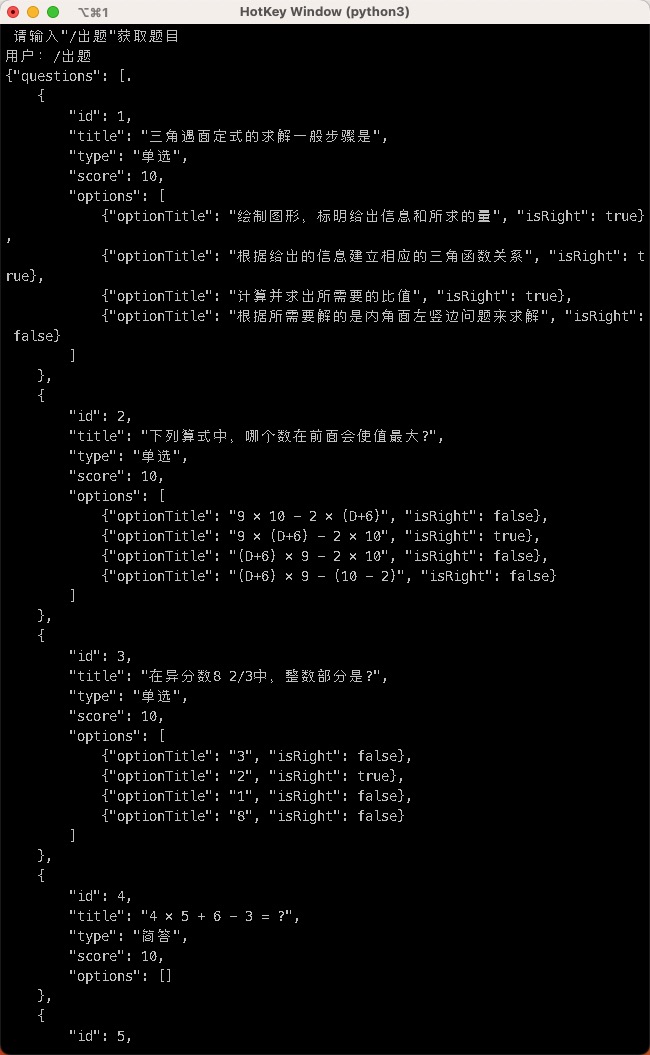 ⌥⌘1 HotKey Window (python3)
请输入"/出题"获取题目
用户: /出题
{"questions": [.
{
"id": 1,
"title": "三角遇面定式的求解一般步骤是",
"type": "单选",
"score": 10,
"options": [
{"optionTitle": "绘制图形，标明给出信息和所求的量", "isRight": true}
,
{"optionTitle": "根据给出的信息建立相应的三角函数关系", "isRight": t
rue},
{"optionTitle": "计算并求出所需要的比值", "isRight": true},
{"optionTitle": "根据所需要解的是内角面左竖边问题来求解", "isRight":
false}
]
},
{
"id": 2,
"title": "下列算式中，哪个数在前面会使值最大?",
"type": "单选",
"score": 10,
"options": [
{"optionTitle": "9 × 10 - 2 × (D+6)", "isRight": false},
{"optionTitle": "9 × (D+6) - 2 × 10", "isRight": true},
{"optionTitle": "(D+6) × 9 - 2 × 10", "isRight": false},
{"optionTitle": "(D+6) × 9 - (10 - 2)", "isRight": false}
]
},
{
"id": 3,
"title": "在异分数8 2/3中，整数部分是?",
"type": "单选",
"score": 10,
"options": [
{"optionTitle": "3", "isRight": false},
{"optionTitle": "2", "isRight": true},
{"optionTitle": "1", "isRight": false},
{"optionTitle": "8", "isRight": false}
]
},
{
"id": 4,
"title": "4 × 5 + 6 - 3 = ?",
"type": "简答",
"score": 10,
"options": []
},
{
"id": 5,